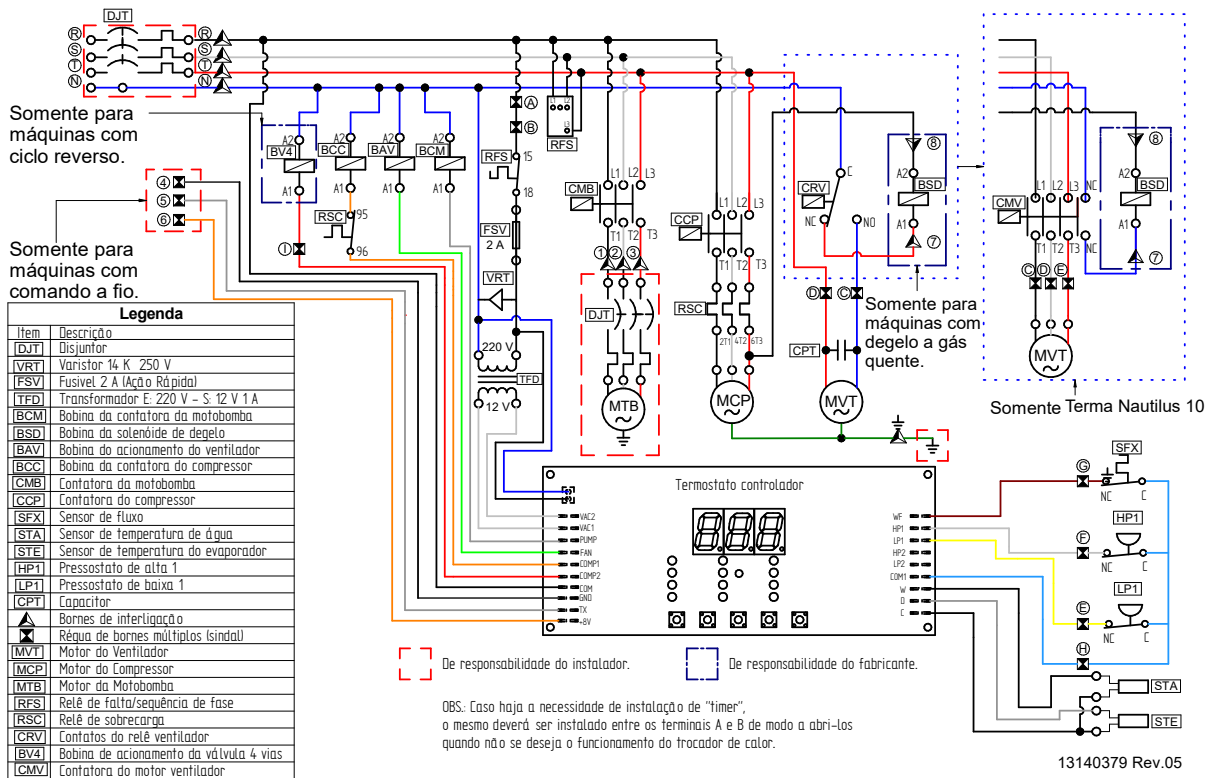 DJT
R
S
T
N
R
S
T
N
Somente para
máquinas com
ciclo reverso.
4
5
6
Somente para
máquinas com
comando a fio.
A2
BV4
A1
I
A2
BCC
A1
RSC
95
96
A2
BAV
A1
A2
BCM
A1
A
B
RFS
15
18
FSV
2 A
VRT
220 V
TFD
12 V
L1
L2
L3
RFS
CMB
L1
L2
L3
T1
T2
T3
1
2
3
DJT
MTB
~
CCP
L1
L2
L3
T1
T2
T3
RSC
2T1
4T2
6T3
MCP
~
CRV
C
NC
NO
D
C
CPT
MVT
~
8
A2
BSD
A1
7
Somente para
máquinas com
degelo a gás
quente.
CMV
L1
L2
L3
NC
T1
T2
T3
NC
C
D
E
MVT
~
8
A2
BSD
A1
7
Somente Terma Nautilus 10
Legenda
Item Descrição
DJT Disjuntor
VRT Varistor 14 K 250 V
FSV Fusivel 2 A (Ação Rápida)
TFD Transformador E: 220 V – S: 12 V 1 A
BCM Bobina da contatora da motobomba
BSD Bobina da solenóide de degelo
BAV Bobina do acionamento do ventilador
BCC Bobina da contatora do compressor
CMB Contatora da motobomba
CCP Contatora do compressor
SFX Sensor de fluxo
STA Sensor de temperatura de água
STE Sensor de temperatura do evaporador
HP1 Pressostato de alta 1
LP1 Pressostato de baixa 1
CPT Capacitor
Bornes de interligação
Régua de bornes múltiplos (sindal)
MVT Motor do Ventilador
MCP Motor do Compressor
MTB Motor da Motobomba
RFS Relê de falta/sequência de fase
RSC Relê de sobrecarga
CRV Contatos do relê ventilador
BV4 Bobina de acionamento da válvula 4 vias
CMV Contatora do motor ventilador
Termostato controlador
8.8.8.
VAC2
VAC1
PUMP
FAN
COMP1
COMP2
COM
GND
TX
+8V
WF
HP1
LP1
HP2
LP2
COM1
W
D
C
G
SFX
NC
C
F
HP1
NC
C
E
LP1
NC
C
H
STA
STE
De responsabilidade do instalador.
De responsabilidade do fabricante.
OBS.: Caso haja a necessidade de instalação de "timer",
o mesmo deverá ser instalado entre os terminais A e B de modo a abri-los
quando não se deseja o funcionamento do trocador de calor.
13140379 Rev.05